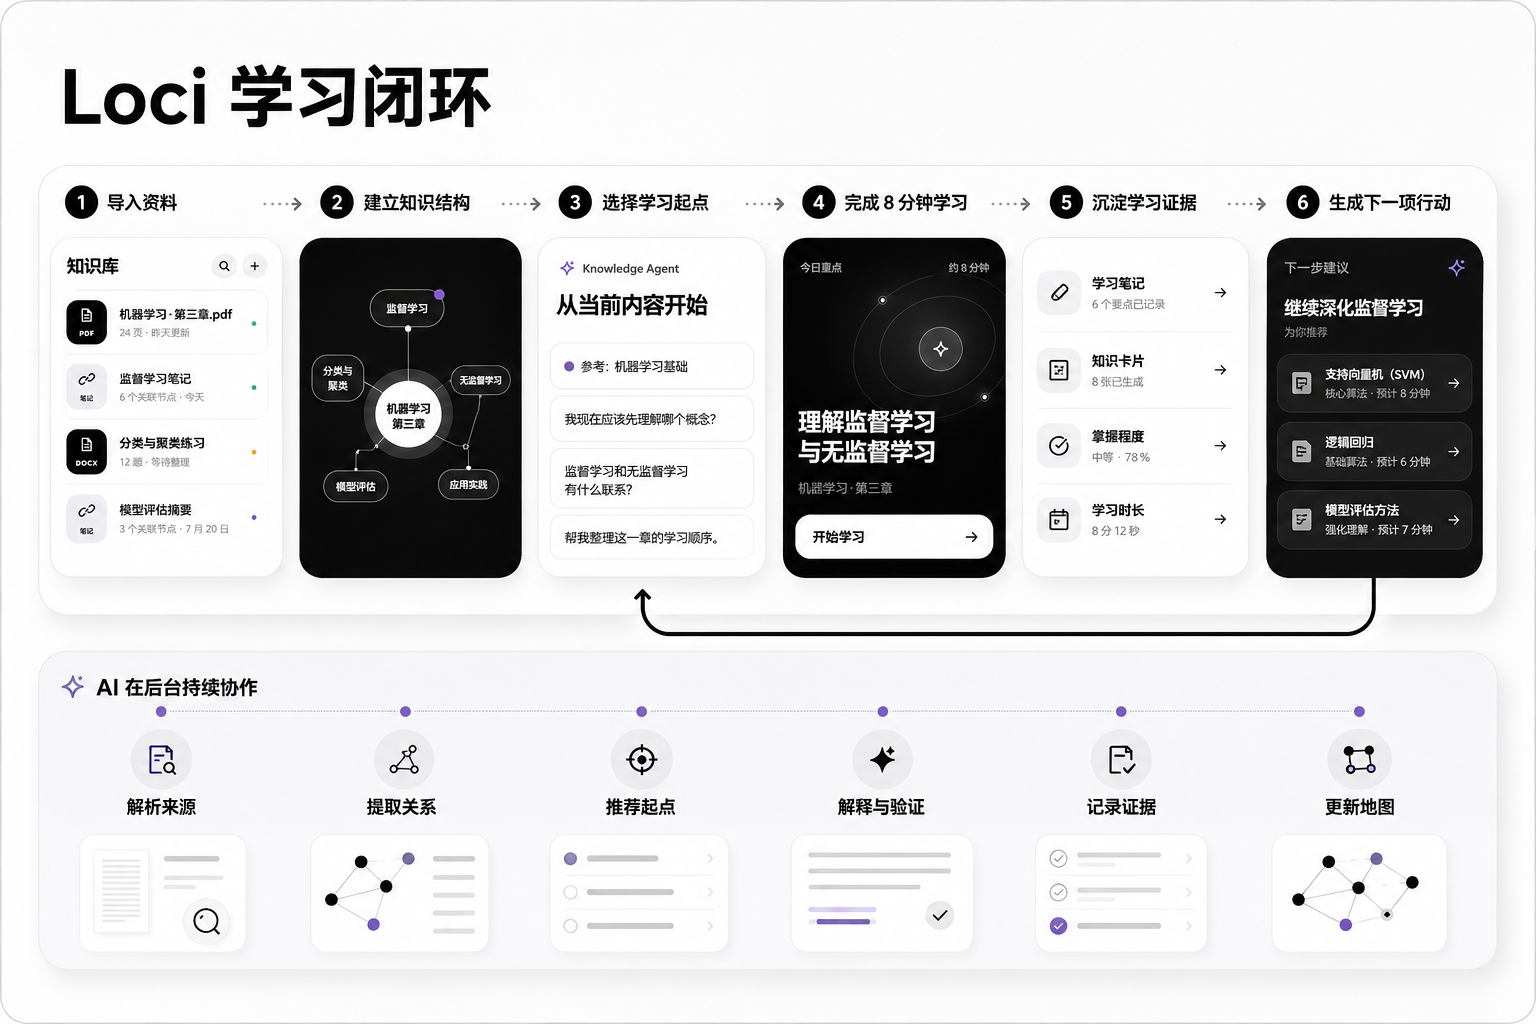 Loci 学习闭环
1 导入资料
2 建立知识结构
3 选择学习起点
4 完成 8 分钟学习
5 沉淀学习证据
6 生成下一项行动
知识库
PDF
机器学习·第三章.pdf
24 页 · 昨天更新
笔记
监督学习笔记
6 个关联节点 · 今天
DOCX
分类与聚类练习
12 题 · 等待整理
笔记
模型评估摘要
3 个关联节点 · 7 月 20 日
监督学习
分类与
聚类
无监督学习
机器学习
第三章
模型评估
应用实践
Knowledge Agent
从当前内容开始
参考：机器学习基础
我现在应该先理解哪个概念？
监督学习和无监督学习
有什么联系？
帮我整理这一章的学习顺序。
今日重点
约 8 分钟
理解监督学习
与无监督学习
机器学习·第三章
开始学习
学习笔记
6 个要点已记录
知识卡片
8 张已生成
掌握程度
中等 · 78%
学习时长
8 分 12 秒
下一步建议
继续深化监督学习
为你推荐
支持向量机（SVM）
核心算法 · 预计 8 分钟
逻辑回归
基础算法 · 预计 6 分钟
模型评估方法
强化理解 · 预计 7 分钟
AI 在后台持续协作
解析来源
提取关系
推荐起点
解释与验证
记录证据
更新地图